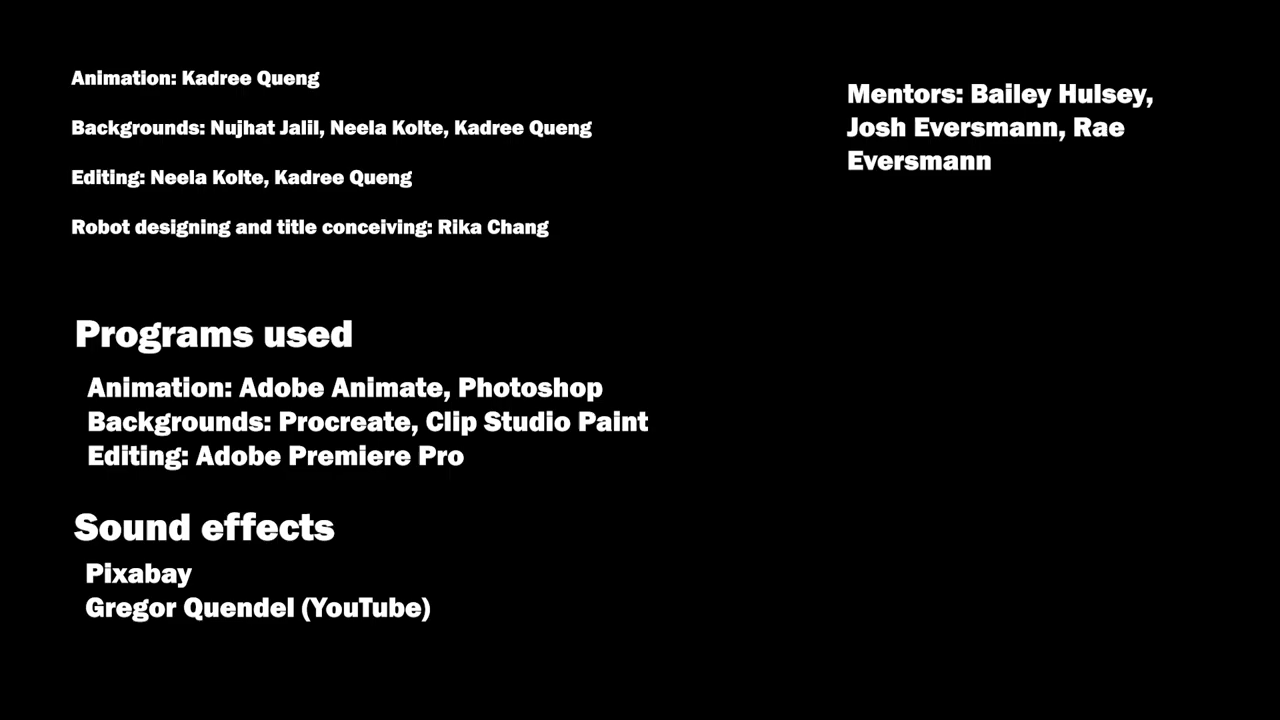 Animation: Kadree Queng
Backgrounds: Nujhat Jalil, Neela Kolte, Kadree Queng
Editing: Neela Kolte, Kadree Queng
Robot designing and title conceiving: Rika Chang
Mentors: Bailey Hulsey,
Josh Eversmann, Rae
Eversmann
Programs used
Animation: Adobe Animate, Photoshop
Backgrounds: Procreate, Clip Studio Paint
Editing: Adobe Premiere Pro
Sound effects
Pixabay
Gregor Quendel (YouTube)